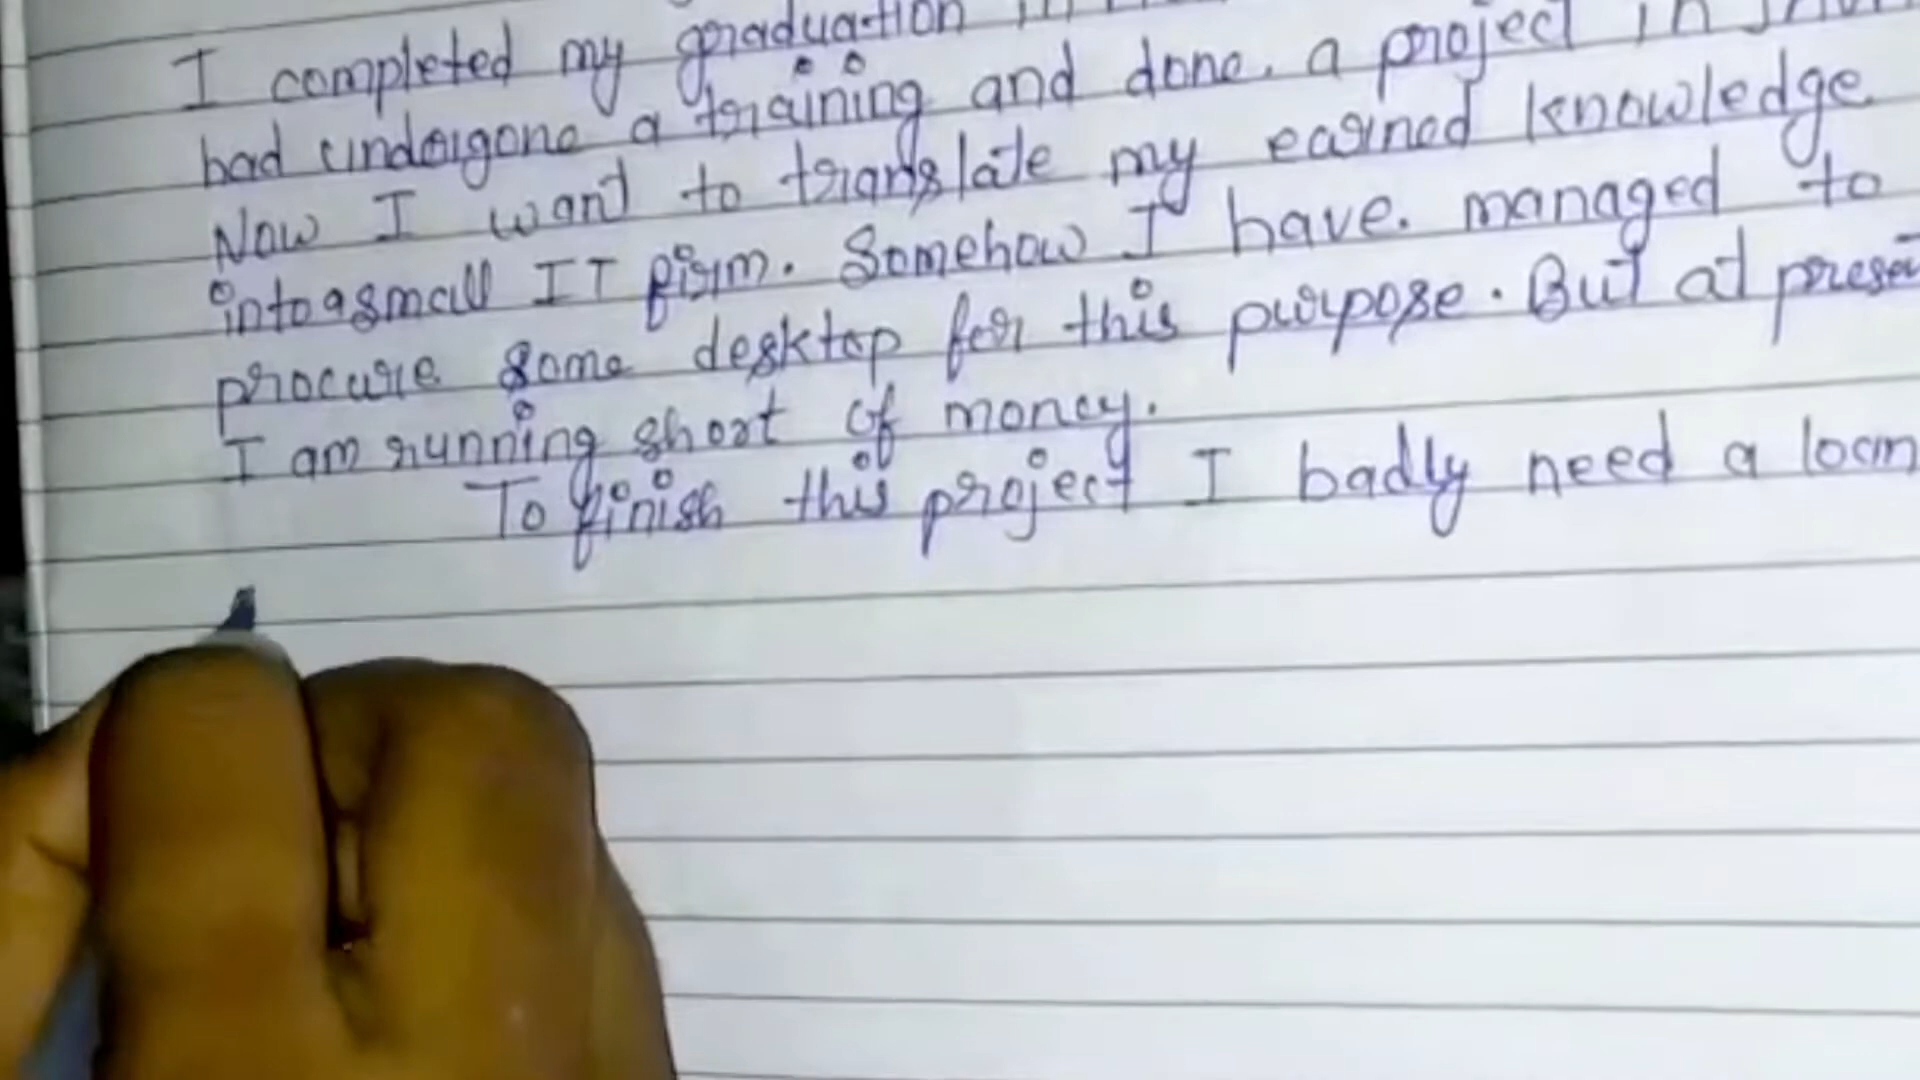 I completed my graduation in
had undergone a training and done. a project in
Now I want to translate my earned knowledge
into a small IT firm. Somehow I have. managed to
procure some desktop for this purpose. But at
I am running short of money.
To finish this project I badly need a loan